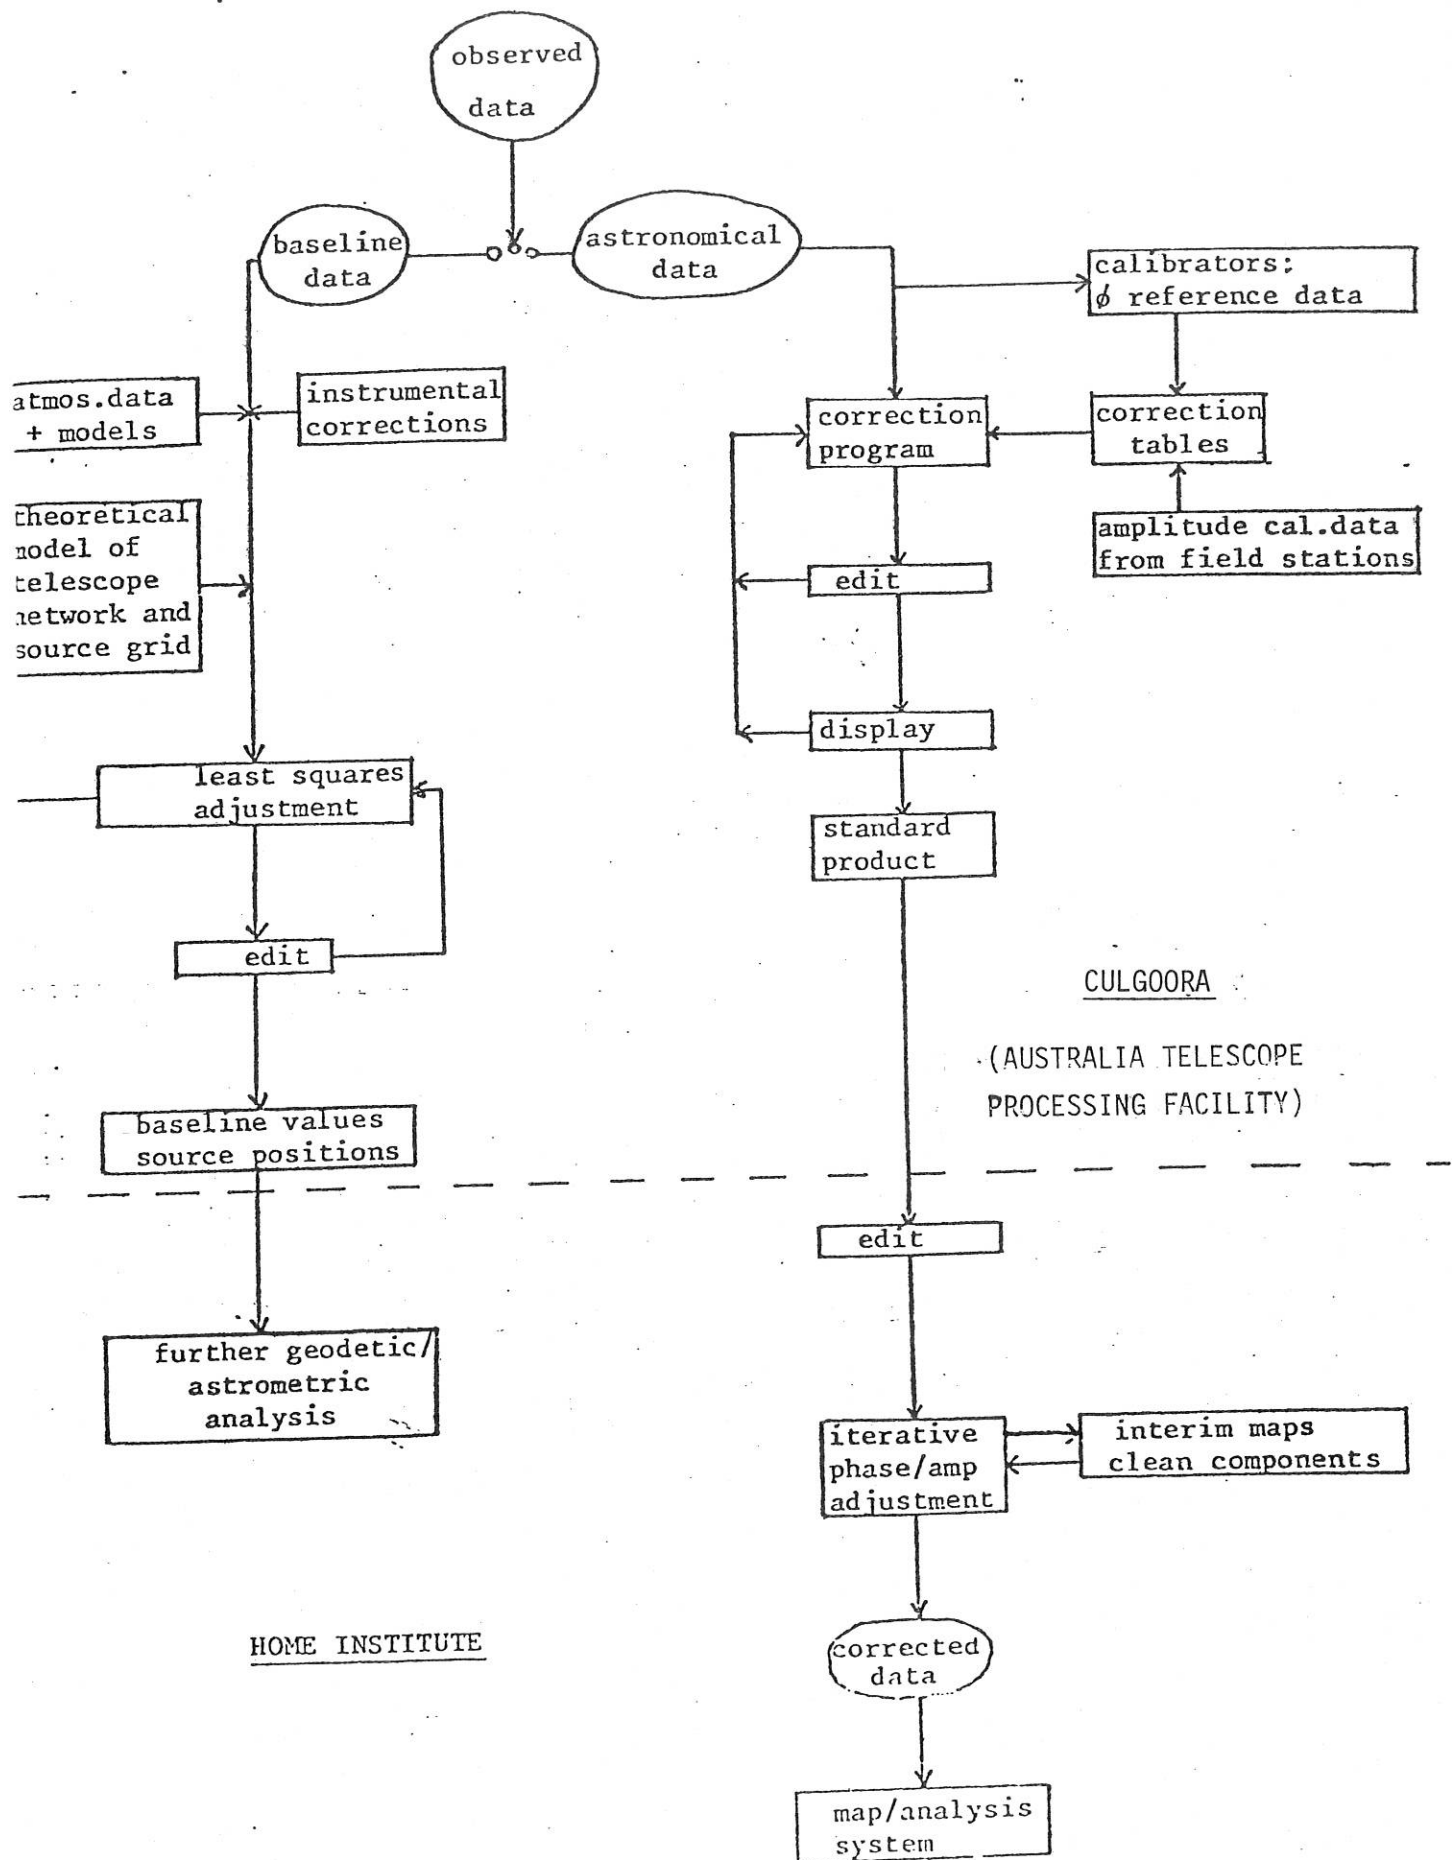 observed
data
baseline
data
astronomical
data
calibrators:
ϕ reference data
atmos.data
+ models
instrumental
corrections
correction
program
correction
tables
theoretical
model of
telescope
network and
source grid
amplitude cal.data
from field stations
edit
display
least squares
adjustment
standard
product
edit
CULGOORA
(AUSTRALIA TELESCOPE
PROCESSING FACILITY)
baseline values
source positions
edit
further geodetic/
astrometric
analysis
iterative
phase/amp
adjustment
interim maps
clean components
HOME INSTITUTE
corrected
data
map/analysis
system